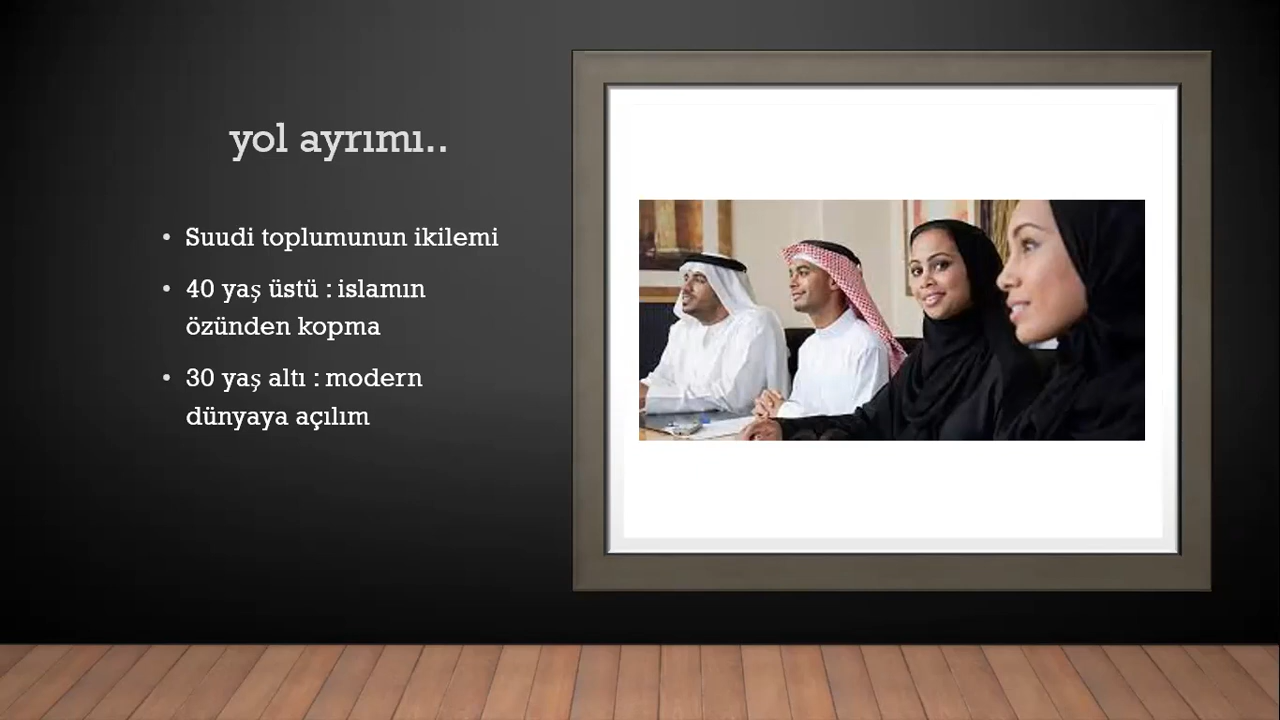 yol ayrımı..
• Suudi toplumunun ikilemi
• 40 yaş üstü : islamın
özünden kopma
• 30 yaş altı : modern
dünyaya açılım